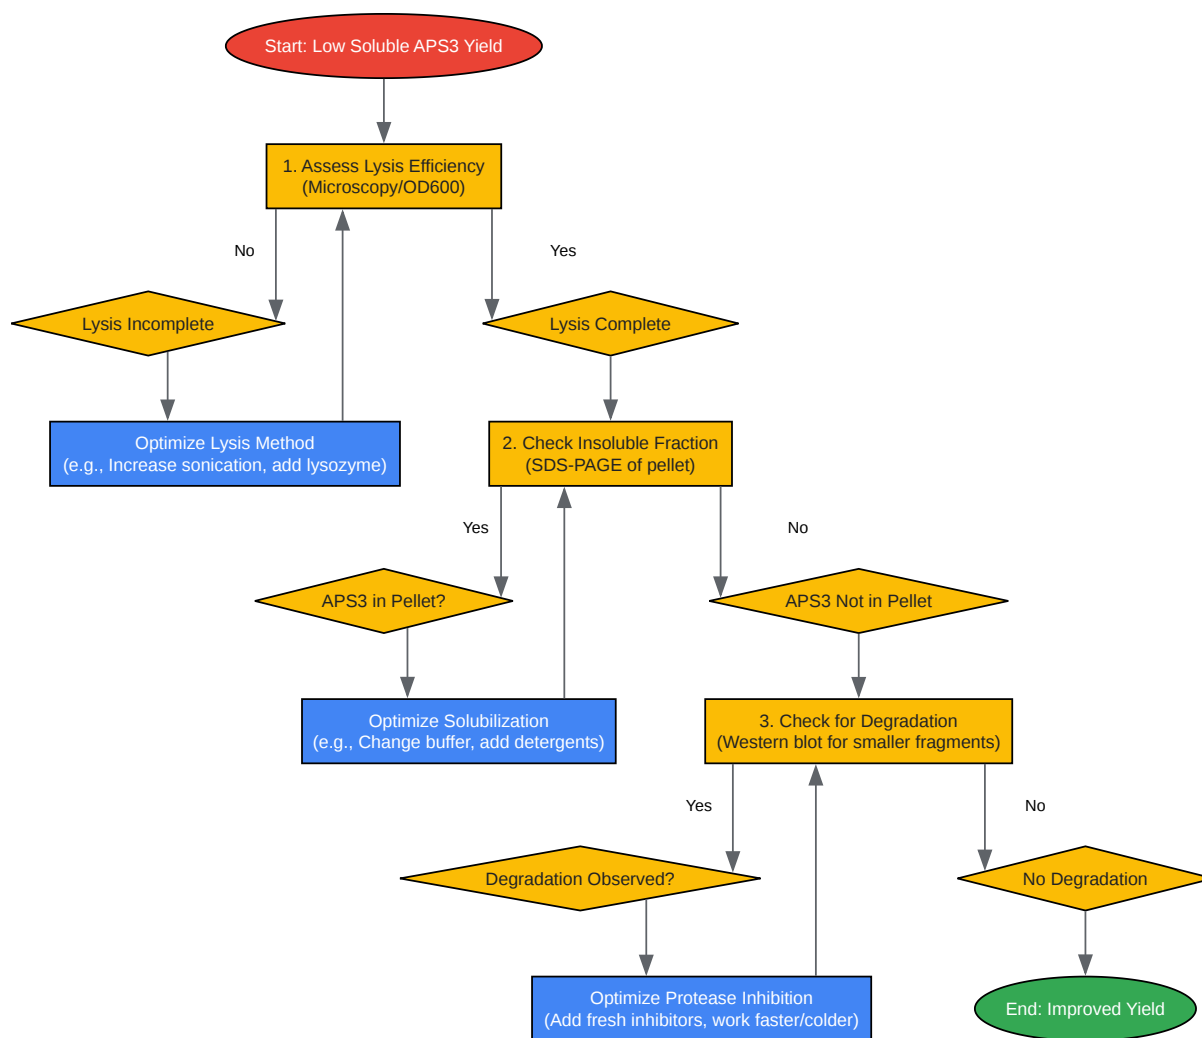 Start: Low Soluble APS3 Yield
1. Assess Lysis Efficiency
(Microscopy/OD600)
No
Yes
Lysis Incomplete
Lysis Complete
Optimize Lysis Method
(e.g., Increase sonication, add lysozyme)
2. Check Insoluble Fraction
(SDS-PAGE of pellet)
Yes
No
APS3 in Pellet?
APS3 Not in Pellet
Optimize Solubilization
(e.g., Change buffer, add detergents)
3. Check for Degradation
(Western blot for smaller fragments)
Yes
No
Degradation Observed?
No Degradation
Optimize Protease Inhibition
(Add fresh inhibitors, work faster/colder)
End: Improved Yield